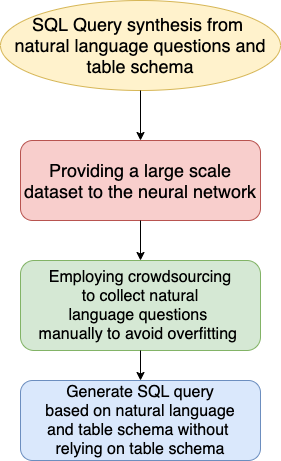 SQL Query synthesis from
natural language questions and
table schema
Providing a large scale
dataset to the neural network
Employing crowdsourcing
to collect natural
language questions
manually to avoid overfitting
Generate SQL query
based on natural language
and table schema without
relying on table schema